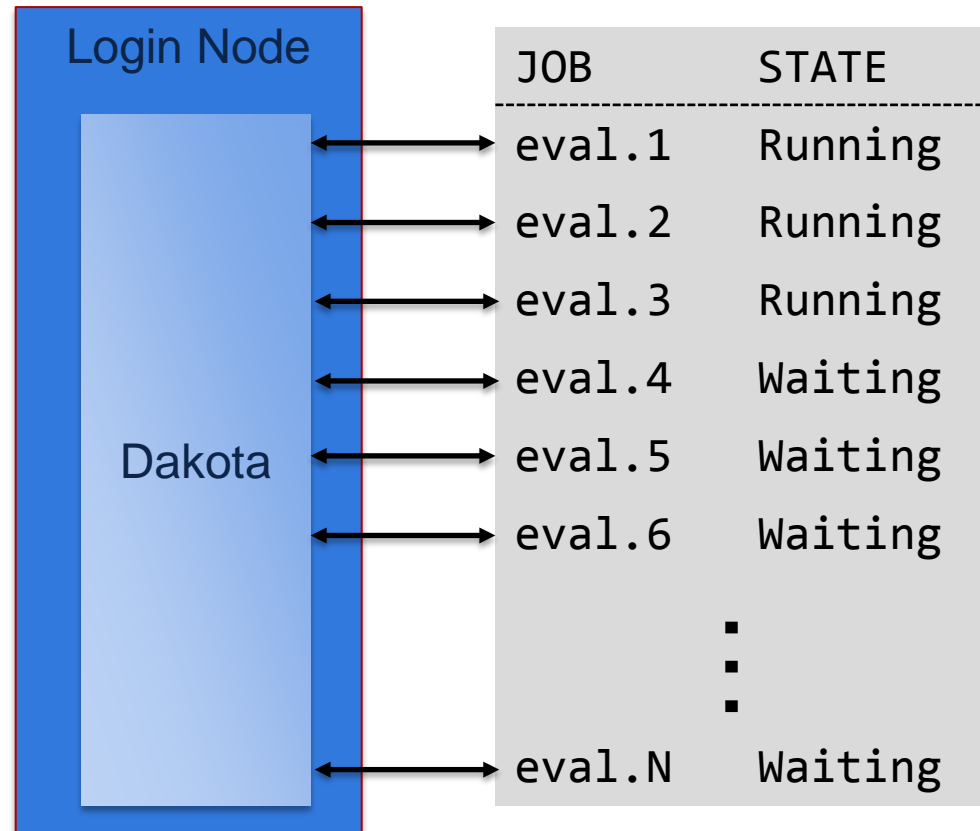 Login Node
Dakota
JOB STATE
eval.1 Running
eval.2 Running
eval.3 Running
eval.4 Waiting
eval.5 Waiting
eval.6 Waiting
eval.N Waiting